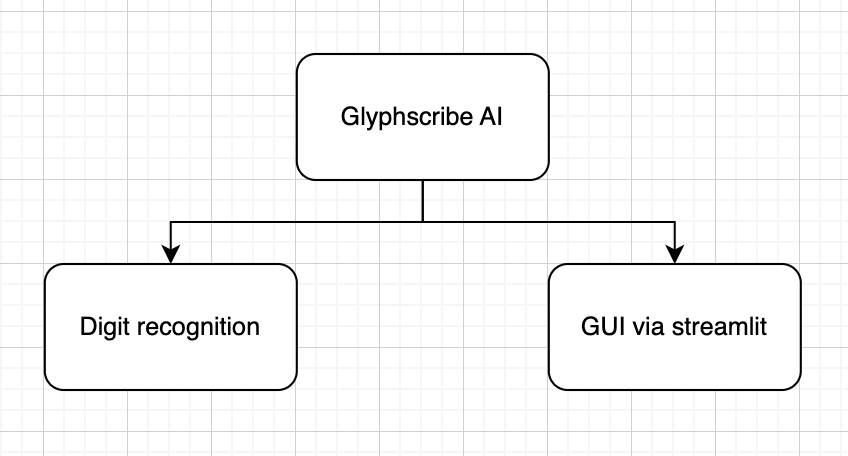 Glyphscribe AI
Digit recognition
GUI via streamlit